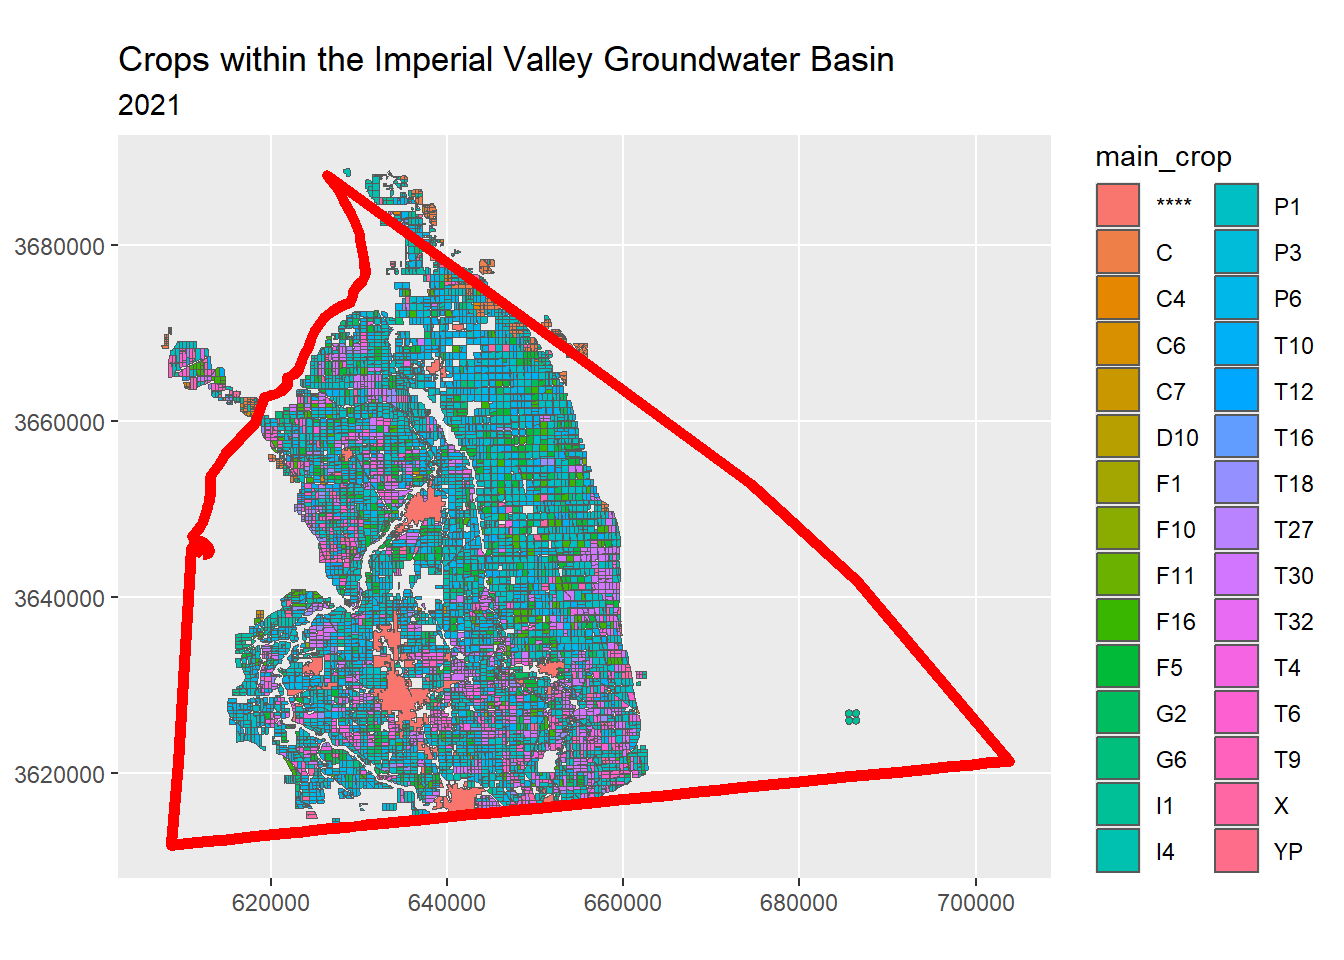 Crops within the Imperial Valley Groundwater Basin
2021
3680000
3660000
3640000
3620000
620000
640000
660000
680000
700000
main_crop
****
C
C4
C6
C7
D10
F1
F10
F11
F16
F5
G2
G6
I1
I4
P1
P3
P6
T10
T12
T16
T18
T27
T30
T32
T4
T6
T9
X
YP